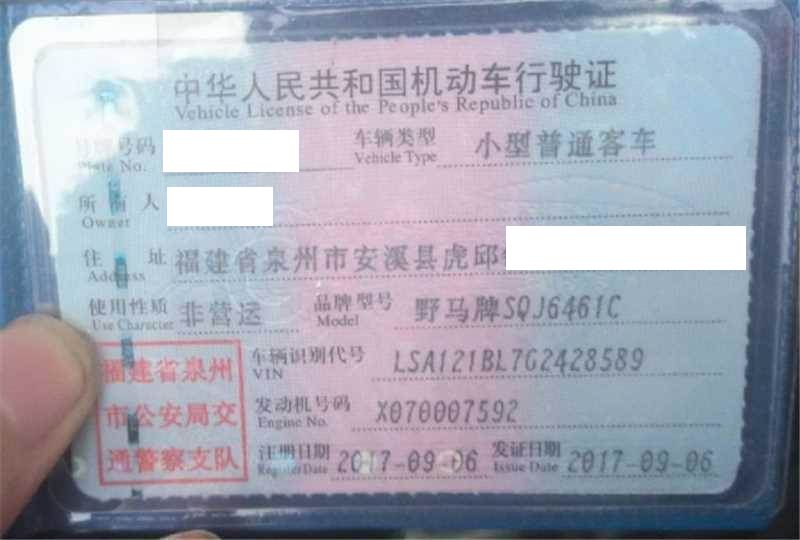 中华人民共和国机动车行驶证
Vehicle License of the People's Republic of China
号牌号码 车辆类型 小型普通客车
Plate No. Vehicle Type
所有人
Owner
住址 福建省泉州市安溪县虎邱
Address
使用性质 非营运 品牌型号 野马牌SQJ6461C
Use Character Model
福建省泉州 车辆识别代号 LSA121BL7G2428589
VIN
市公安局交 发动机号码 X070007592
Engine No.
通警察支队 注册日期 2017-09-06 发证日期 2017-09-06
Register Date Issue Date